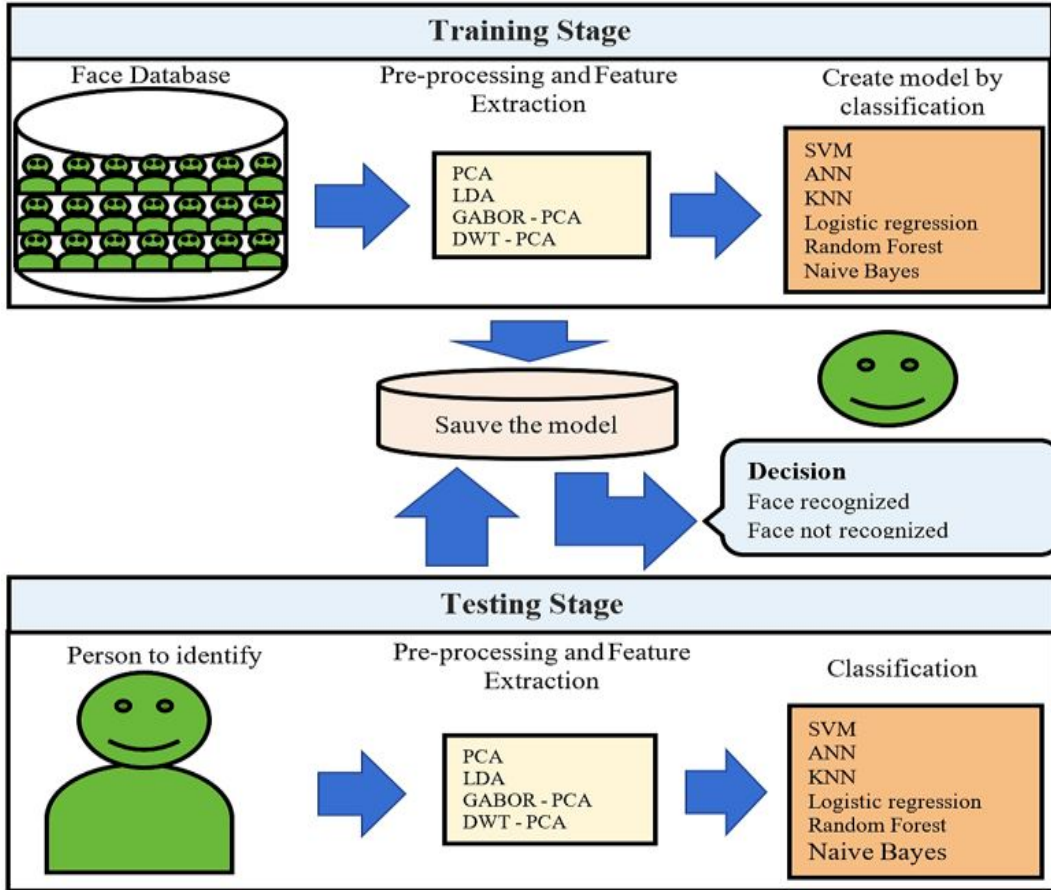 Training Stage
Face Database
Pre-processing and Feature
Extraction
Create model by
classification
PCA
LDA
GABOR - PCA
DWT - PCA
SVM
ANN
KNN
Logistic regression
Random Forest
Naive Bayes
Sauve the model
Decision
Face recognized
Face not recognized
Testing Stage
Person to identify
Pre-processing and Feature
Extraction
Classification
PCA
LDA
GABOR - PCA
DWT - PCA
SVM
ANN
KNN
Logistic regression
Random Forest
Naive Bayes